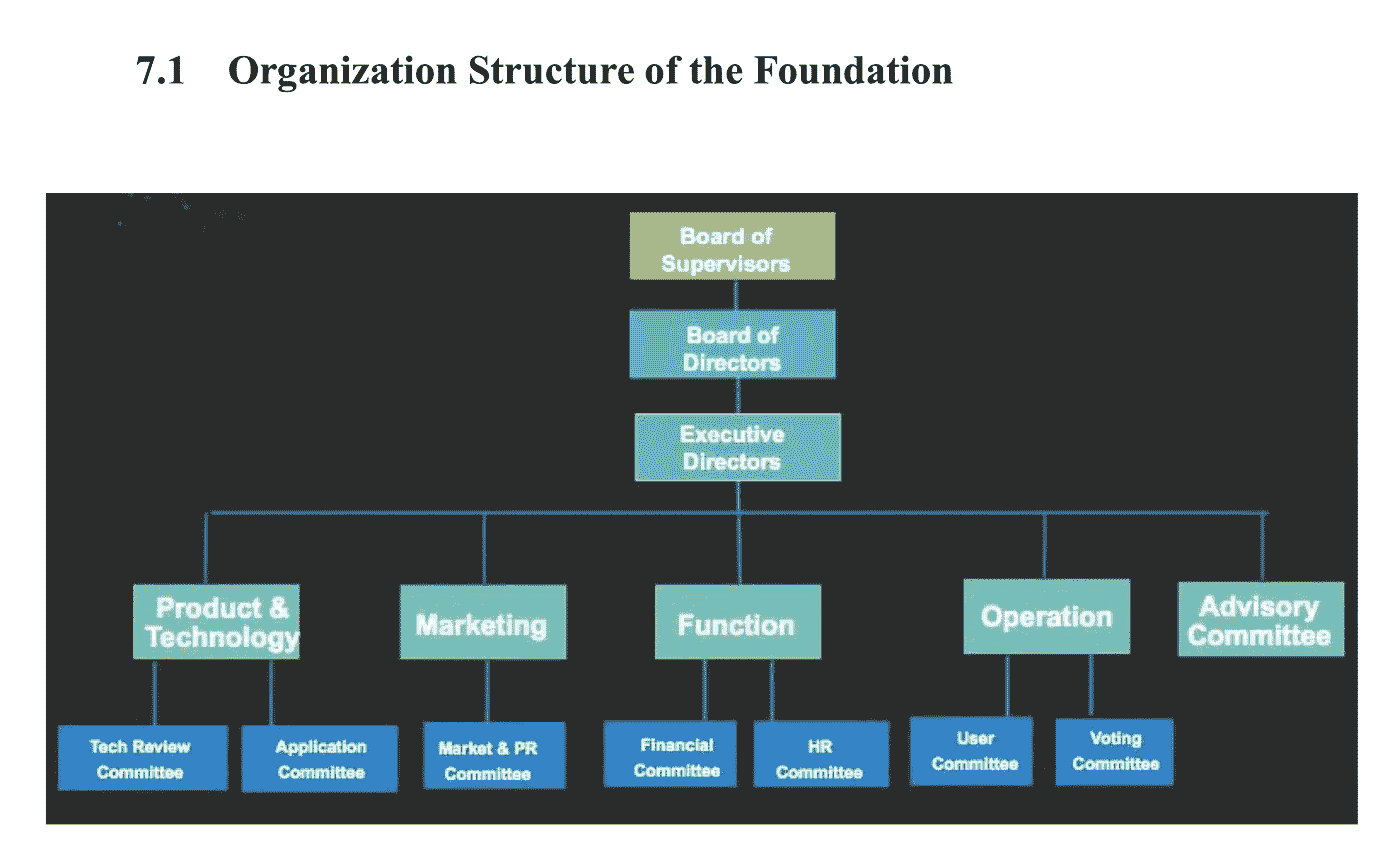 7.1 Organization Structure of the Foundation
Board of
Supervisors
Board of
Directors
Executive
Directors
Product &
Technology
Marketing
Function
Operation
Advisory
Committee
Tech Review
Committee
Application
Committee
Market & PR
Committee
Financial
Committee
HR
Committee
User
Committee
Voting
Committee